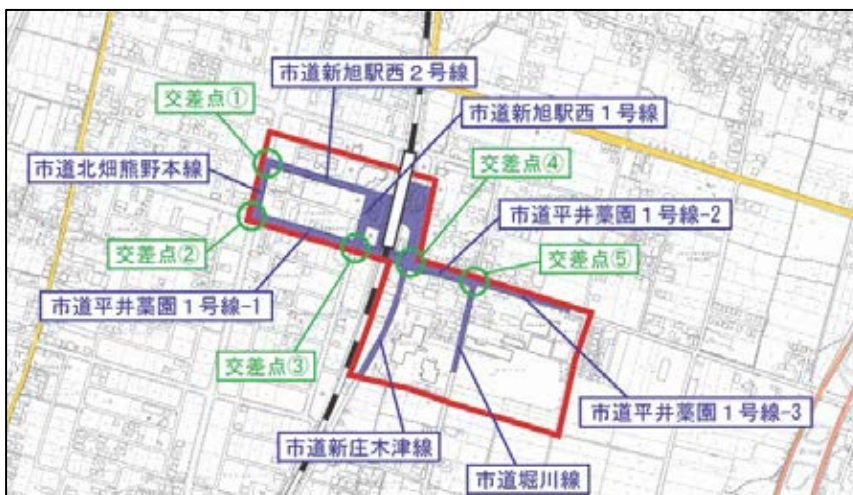 市道新旭駅西２号線
交差点①
市道新旭駅西１号線
市道北畑熊野本線
交差点④
市道平井藁園１号線-2
交差点②
交差点⑤
市道平井藁園１号線-1
交差点③
市道平井藁園１号線-3
市道新庄木津線
市道堀川線